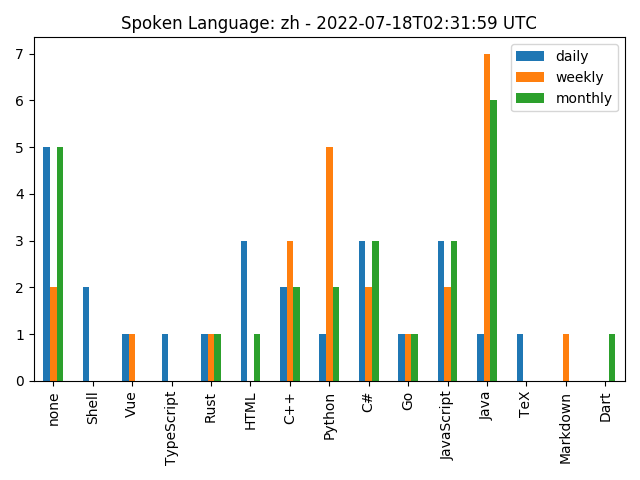 Spoken Language: zh - 2022-07-18T02:31:59 UTC
daily
weekly
monthly
7
6
5
4
3
2
1
0
none
Shell
Vue
TypeScript
Rust
HTML
C++
Python
C#
Go
JavaScript
Java
TeX
Markdown
Dart